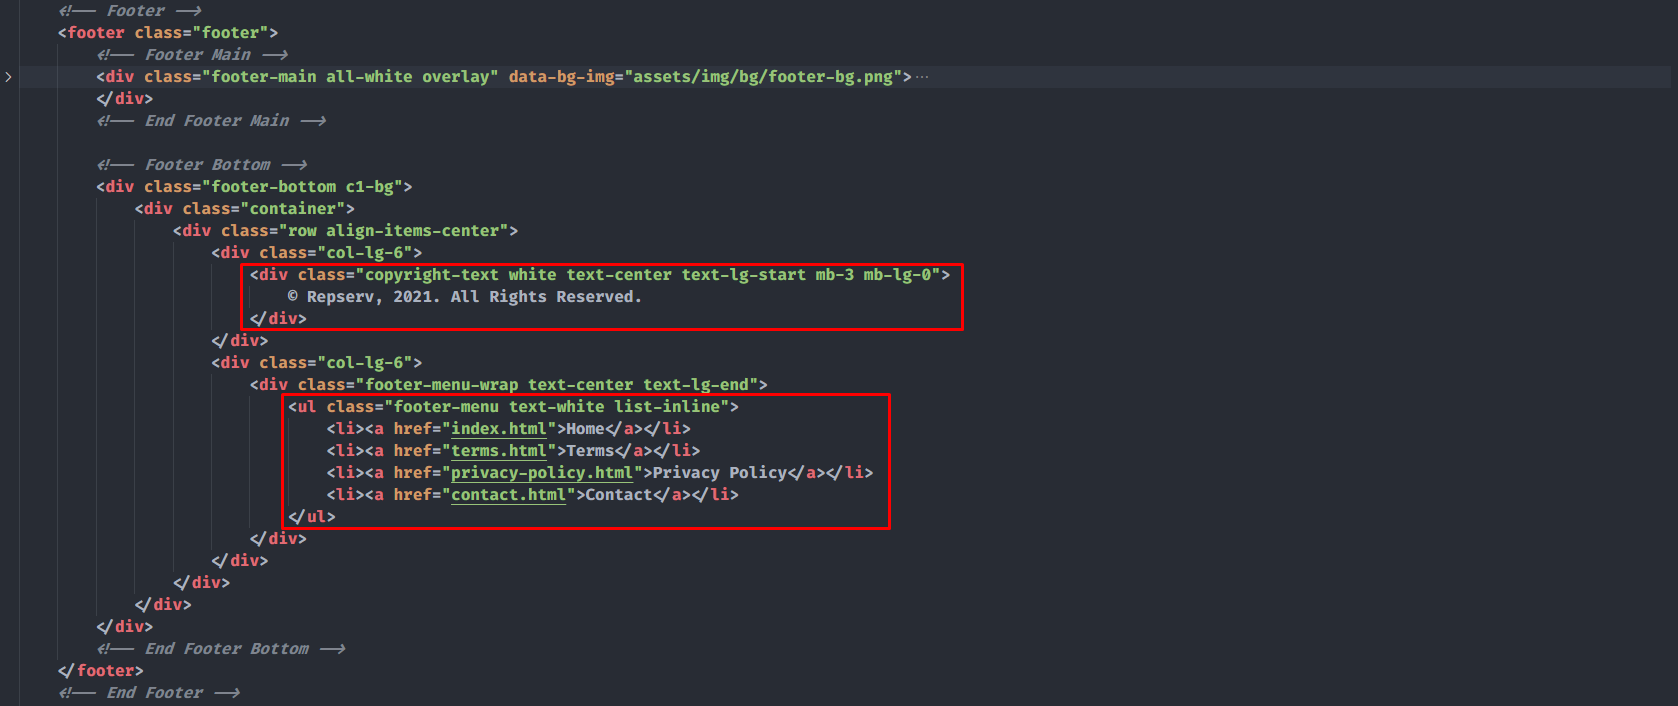 <!-- Footer -->
<footer class="footer">
<!-- Footer Main -->
<div class="footer-main all-white overlay" data-bg-img="assets/img/bg/footer-bg.png">...
</div>
<!-- End Footer Main -->
<!-- Footer Bottom -->
<div class="footer-bottom c1-bg">
<div class="container">
<div class="row align-items-center">
<div class="col-lg-6">
<div class="copyright-text white text-center text-lg-start mb-3 mb-lg-0">
© Repserv, 2021. All Rights Reserved.
</div>
</div>
<div class="col-lg-6">
<div class="footer-menu-wrap text-center text-lg-end">
<ul class="footer-menu text-white list-inline">
<li><a href="index.html">Home</a></li>
<li><a href="terms.html">Terms</a></li>
<li><a href="privacy-policy.html">Privacy Policy</a></li>
<li><a href="contact.html">Contact</a></li>
</ul>
</div>
</div>
</div>
</div>
</div>
<!-- End Footer Bottom -->
</footer>
<!-- End Footer -->